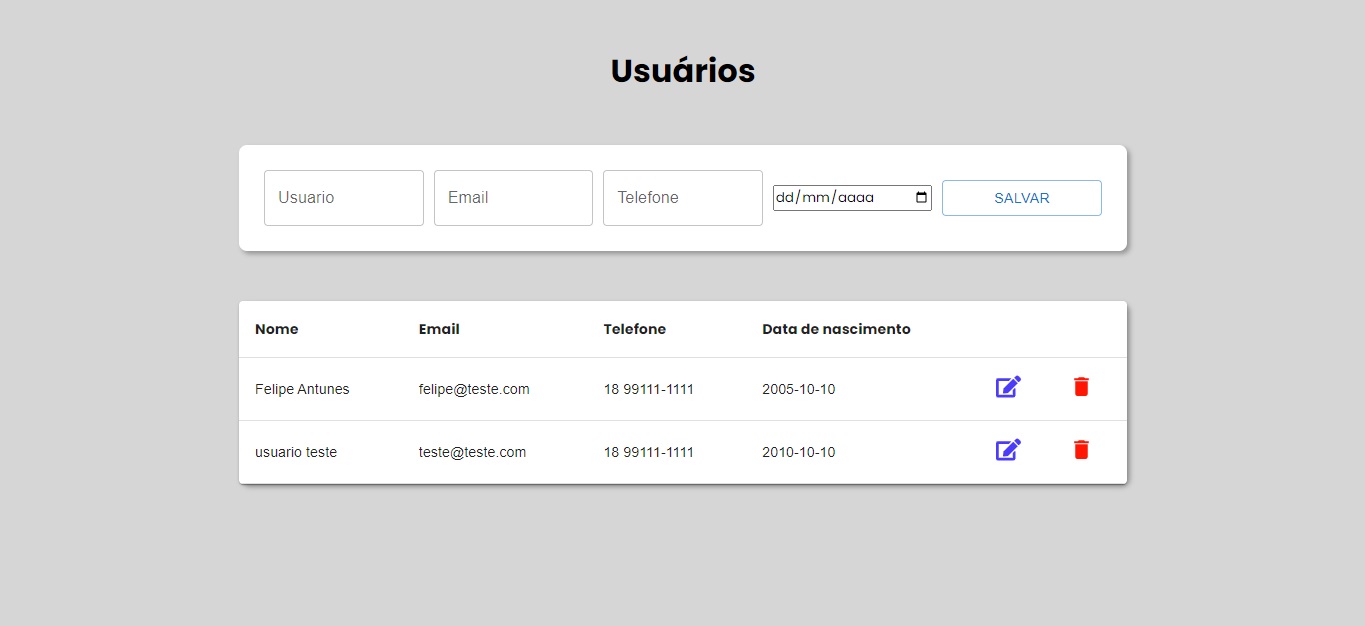 Usuários
Usuario Email Telefone dd/mm/aaaa SALVAR
Nome Email Telefone Data de nascimento
Felipe Antunes felipe@teste.com 18 99111-1111 2005-10-10
usuario teste teste@teste.com 18 99111-1111 2010-10-10